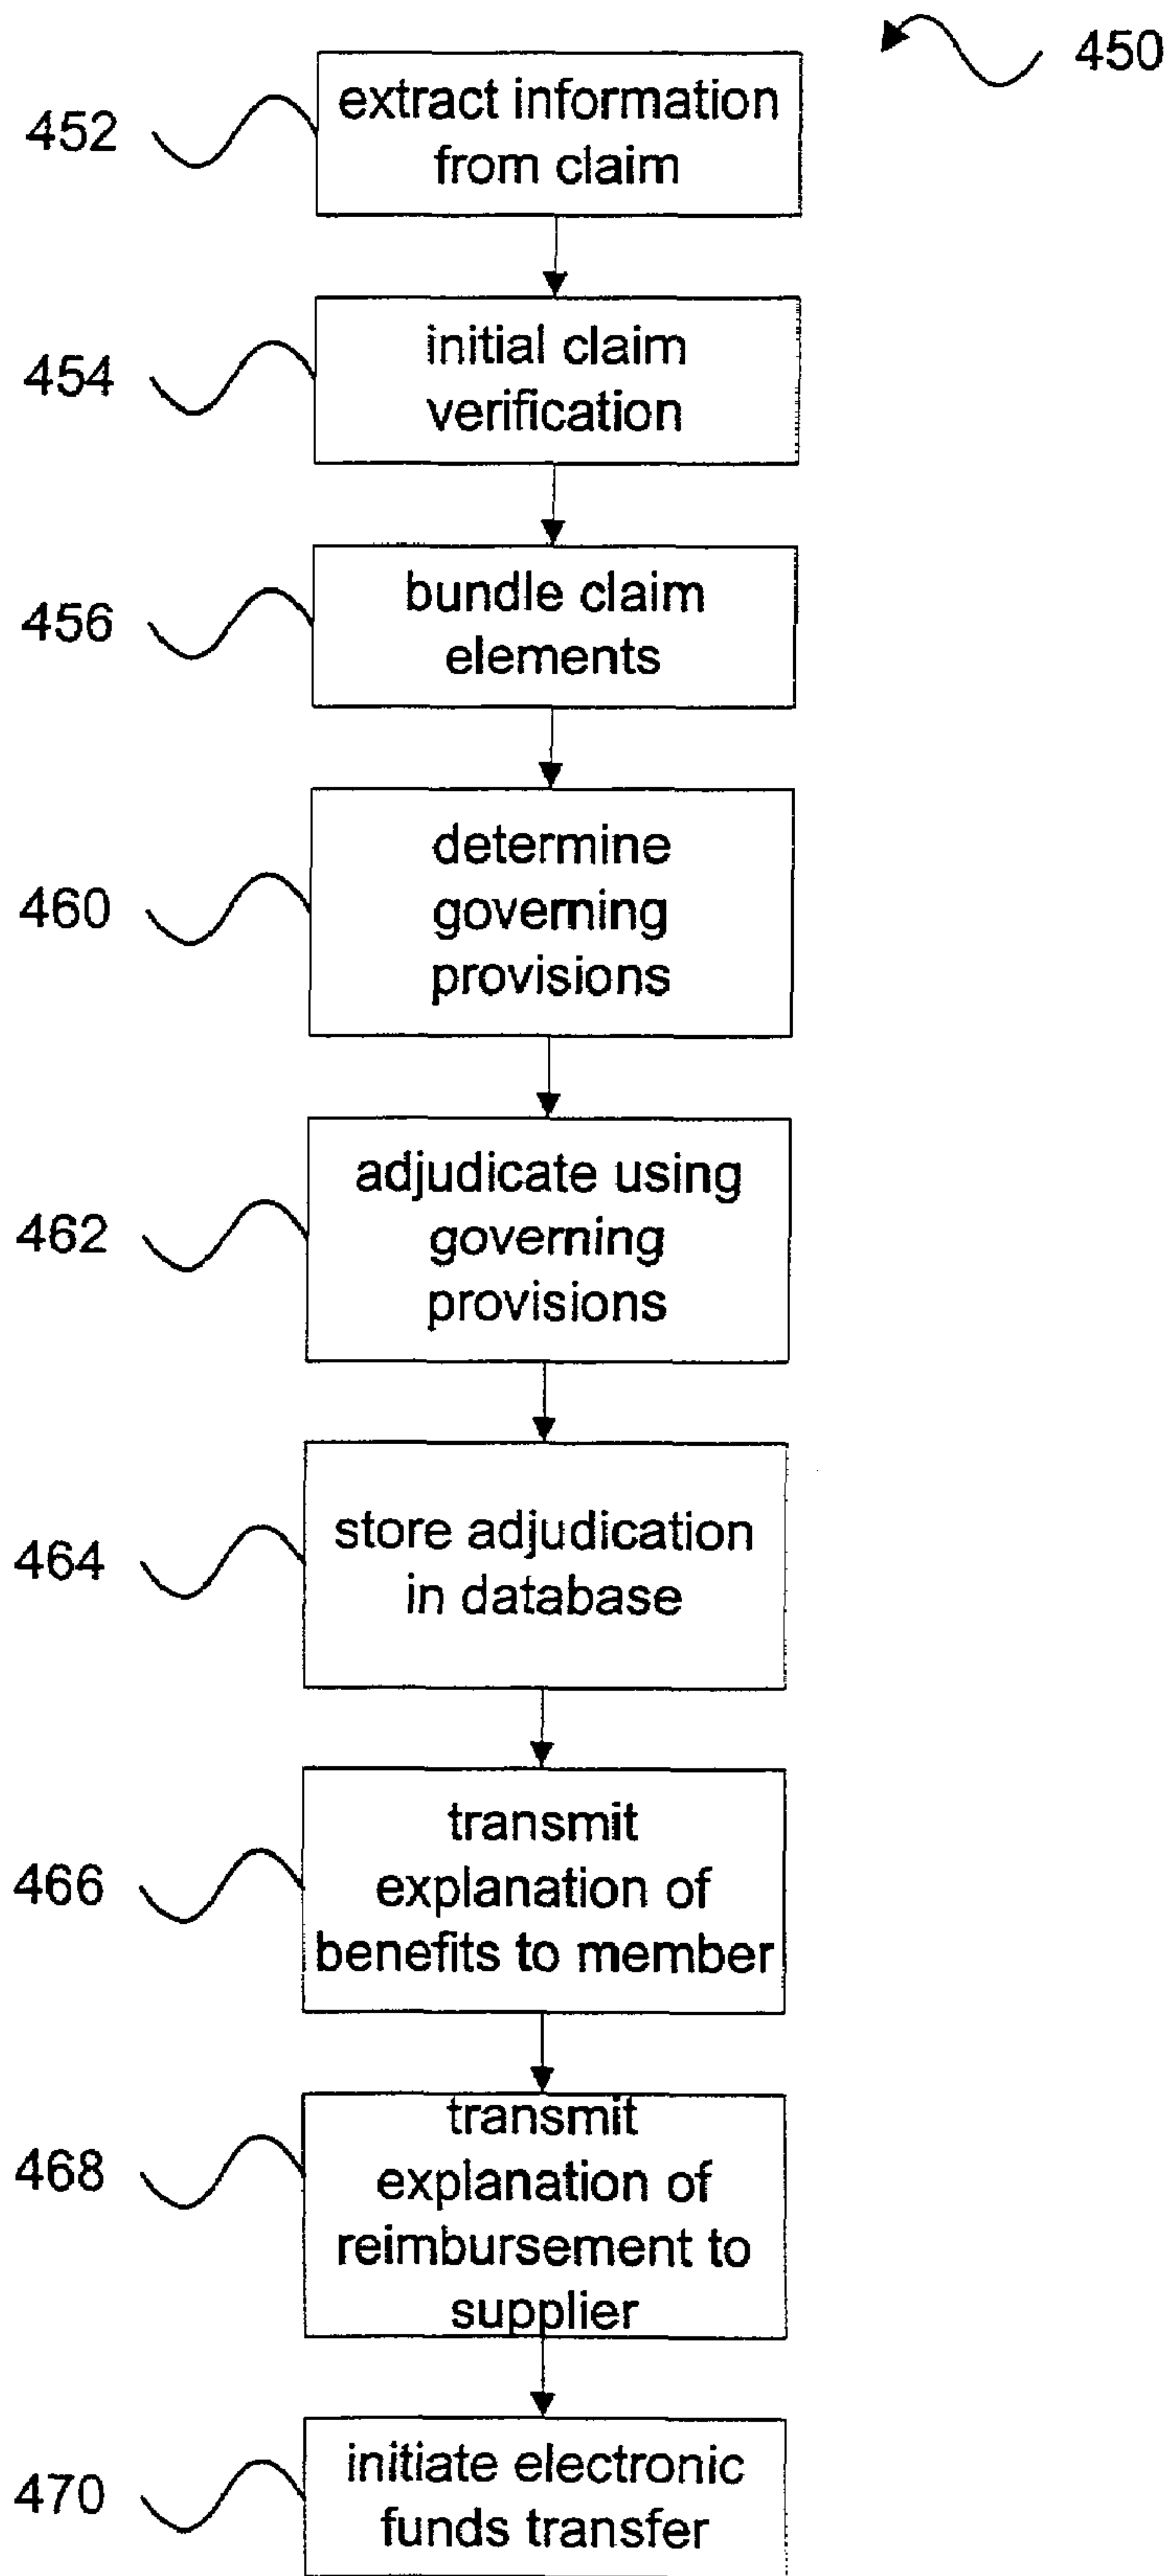 450
452
extract information
from claim
454
initial claim
verification
456
bundle claim
elements
460
determine
governing
provisions
462
adjudicate using
governing
provisions
464
store adjudication
in database
466
transmit
explanation of
benefits to member
468
transmit
explanation of
reimbursement to
supplier
470
initiate electronic
funds transfer